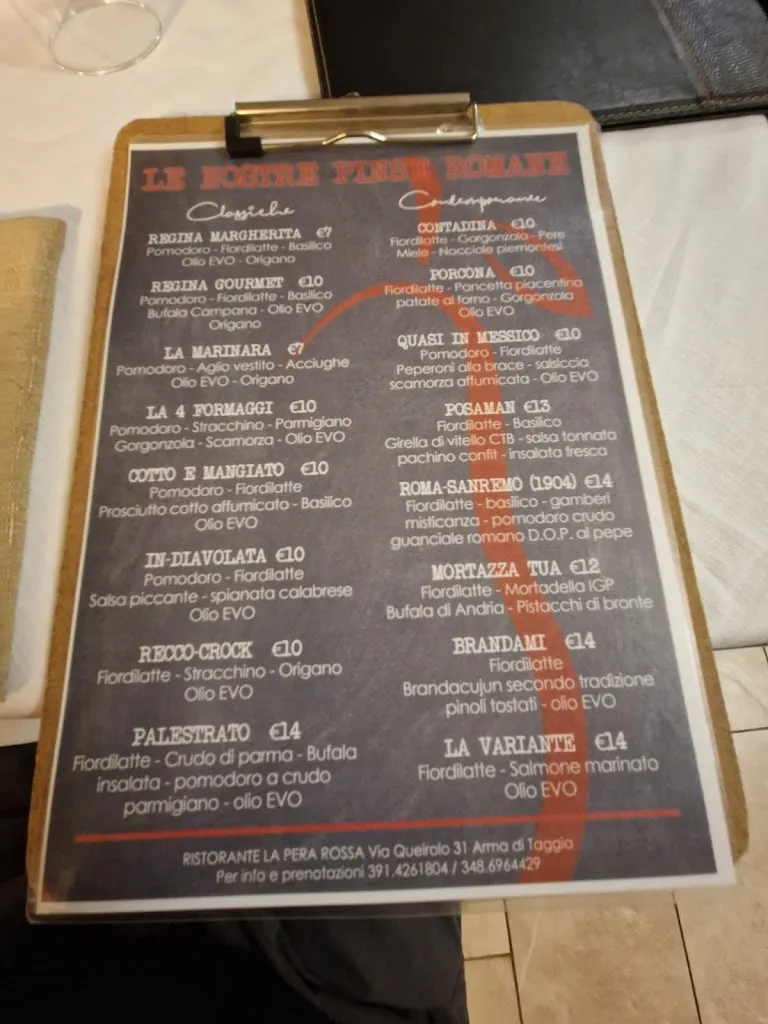 LE NOSTRE PINSE ROMANE
Classiche
REGINA MARGHERITA €7
Pomodoro - Fiordilatte - Basilico
Olio EVO - Origano
REGINA GOURMET €10
Pomodoro - Fiordilatte - Basilico
Bufala Campana - Olio EVO
Origano
LA MARINARA €7
Pomodoro - Aglio vestito - Acciughe
Olio EVO - Origano
LA 4 FORMAGGI €10
Pomodoro - Stracchino - Parmigiano
Gorgonzola - Scamorza - Olio EVO
COTTO E MANGIATO €10
Pomodoro - Fiordilatte
Prosciutto cotto affumicato - Basilico
Olio EVO
IN-DIAVOLATA €10
Pomodoro - Fiordilatte
Salsa piccante - spianata calabrese
Olio EVO
RECCO-CROCK €10
Fiordilatte - Stracchino - Origano
Olio EVO
PALESTRATO €14
Fiordilatte - Crudo di parma - Bufala
insalata - pomodoro a crudo
parmigiano - olio EVO
Contemporanee
CONTADINA €10
Fiordilatte - Gorgonzola - Pere
Miele - Nocciole piemontesi
PORCONA €10
Fiordilatte - Pancetta piacentina
patate al forno - Gorgonzola
Olio EVO
QUASI IN MESSICO €10
Pomodoro - Fiordilatte
Peperoni alla brace - salsiccia
scamorza affumicata - Olio EVO
POSAMAN €13
Fiordilatte - Basilico
Girella di vitello CTB - salsa tonnata
pachino confit - insalata fresca
ROMA-SANREMO (1904) €14
Fiordilatte - basilico - gamberi
misticanza - pomodoro crudo
guanciale romano D.O.P. al pepe
MORTAZZA TUA €12
Fiordilatte - Mortadella IGP
Bufala di Andria - Pistacchi di bronte
BRANDAMI €14
Fiordilatte
Brandacujun secondo tradizione
pinoli tostati - olio EVO
LA VARIANTE €14
Fiordilatte - Salmone marinato
Olio EVO
RISTORANTE LA PERA ROSSA Via Queirolo 31 Arma di Taggia
Per info e prenotazioni 391.4261804 / 348.6964429